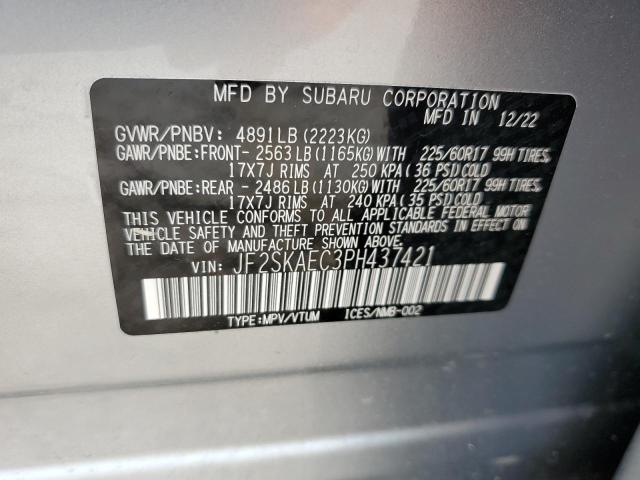 MFD BY SUBARU CORPORATION
MFD IN 12/22
GVWR/PNBV: 4891LB(2223KG)
GAWR/PNBE:FRONT- 2563LB(1165KG)WITH 225/60R17 99H TIRES,
17X7J RIMS AT 250 KPA(36 PSI)COLD
GAWR/PNBE:REAR - 2486LB(1130KG)WITH 225/60R17 99H TIRES,
17X7J RIMS AT 240 KPA(35 PSI)COLD
THIS VEHICLE CONFORMS TO ALL APPLICABLE FEDERAL MOTOR
VEHICLE SAFETY AND THEFT PREVENTION STANDARDS IN EFFECT
ON THE DATE OF MANUFACTURE SHOWN ABOVE.
VIN: JF2SKAEC3PH437421
TYPE:MPV/VTUM ICES/NMB-002